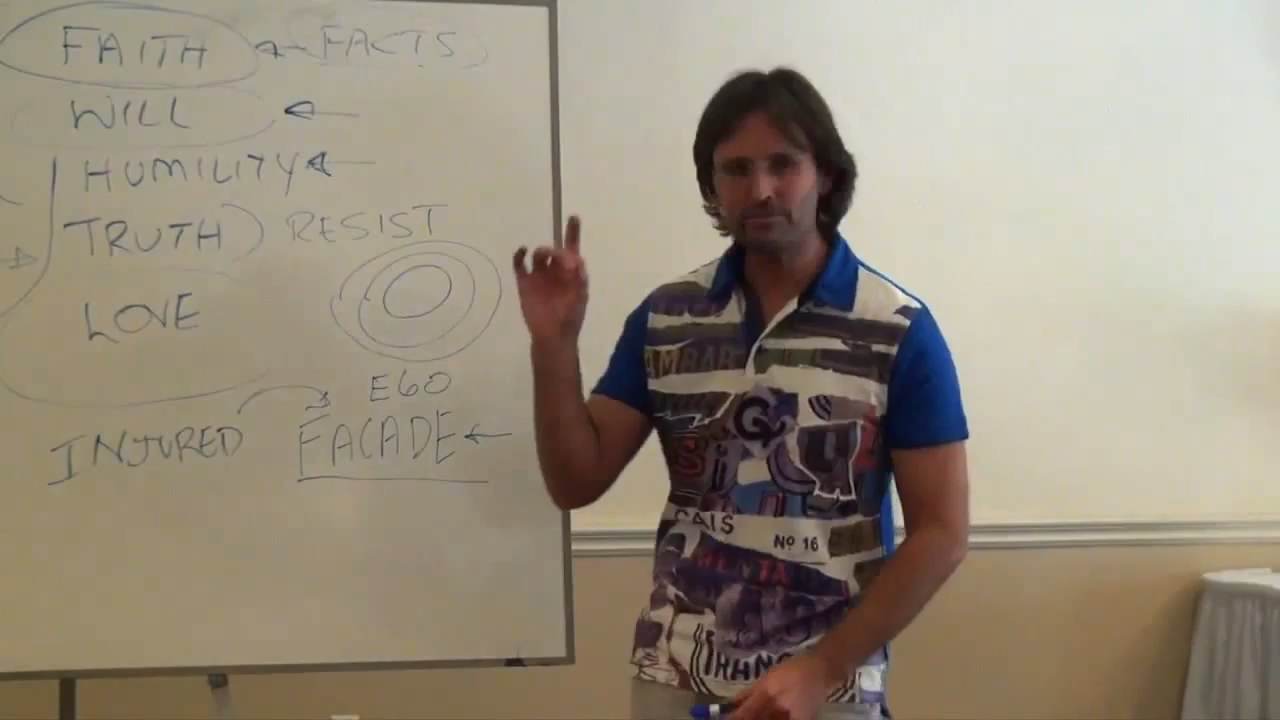 FAITH FACTS
WILL
HUMILITY
TRUTH) RESIST
LOVE
EGO
INJURED FACADE
CAIS
No 16